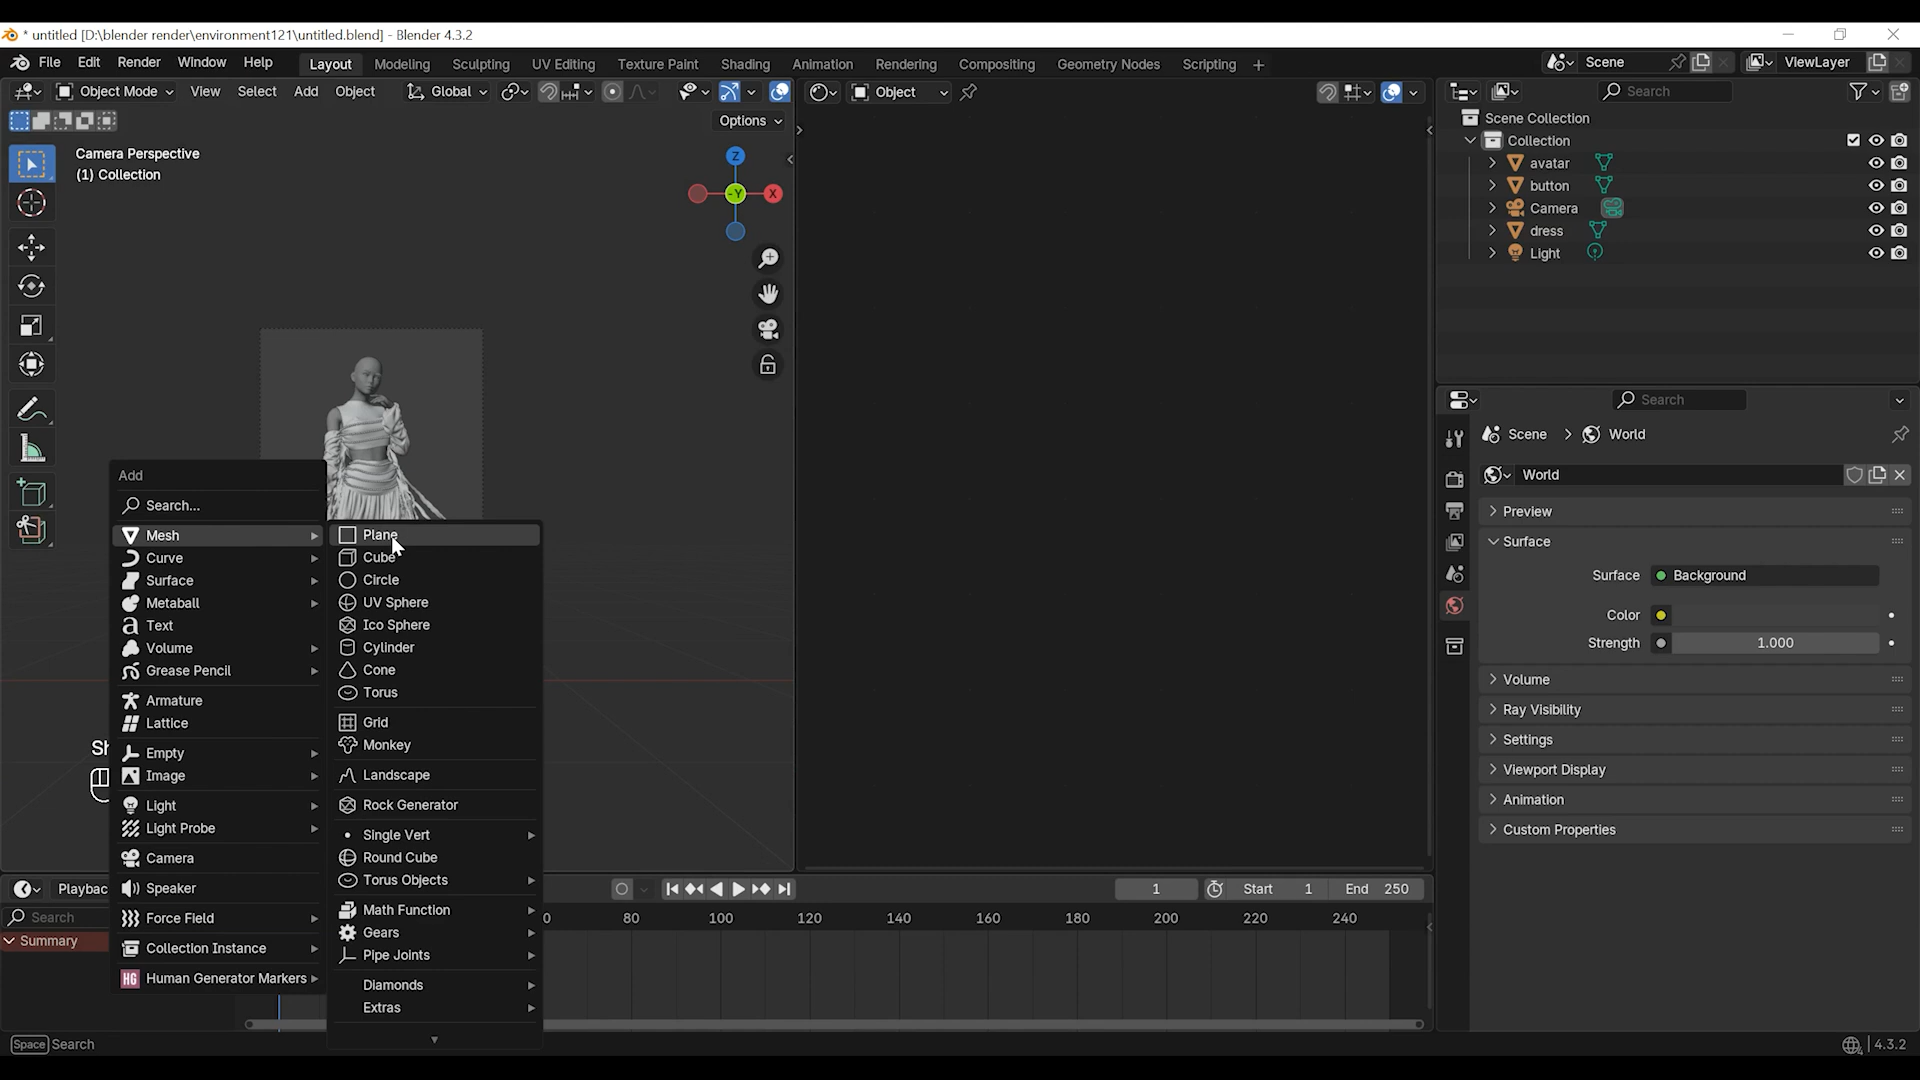 * untitled [D:\blender render\environment121\untitled.blend] - Blender 4.3.2
File Edit Render Window Help Layout Modeling Sculpting UV Editing Texture Paint Shading Animation Rendering Compositing Geometry Nodes Scripting + Scene ViewLayer
Object Mode View Select Add Object Global Object Search
Options
Camera Perspective
(1) Collection
Z
-Y
X
Scene Collection
Collection
avatar
button
Camera
dress
Light
Search
Scene > World
World
Preview
Surface
Surface Background
Color
Strength 1.000
Volume
Ray Visibility
Settings
Viewport Display
Animation
Custom Properties
Add
Search...
Mesh
Curve
Surface
Metaball
Text
Volume
Grease Pencil
Armature
Lattice
Empty
Image
Light
Light Probe
Camera
Speaker
Force Field
Collection Instance
HG Human Generator Markers
Plane
Cube
Circle
UV Sphere
Ico Sphere
Cylinder
Cone
Torus
Grid
Monkey
Landscape
Rock Generator
Single Vert
Round Cube
Torus Objects
Math Function
Gears
Pipe Joints
Diamonds
Extras
1 Start 1 End 250
Search
0 80 100 120 140 160 180 200 220 240
Summary
Space Search
4.3.2